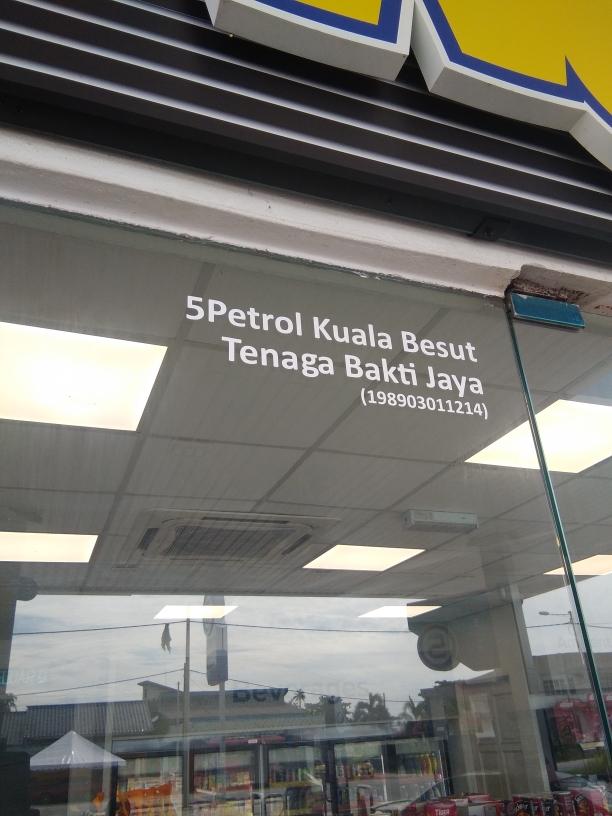 5Petrol Kuala Besut
Tenaga Bakti Jaya
(198903011214)